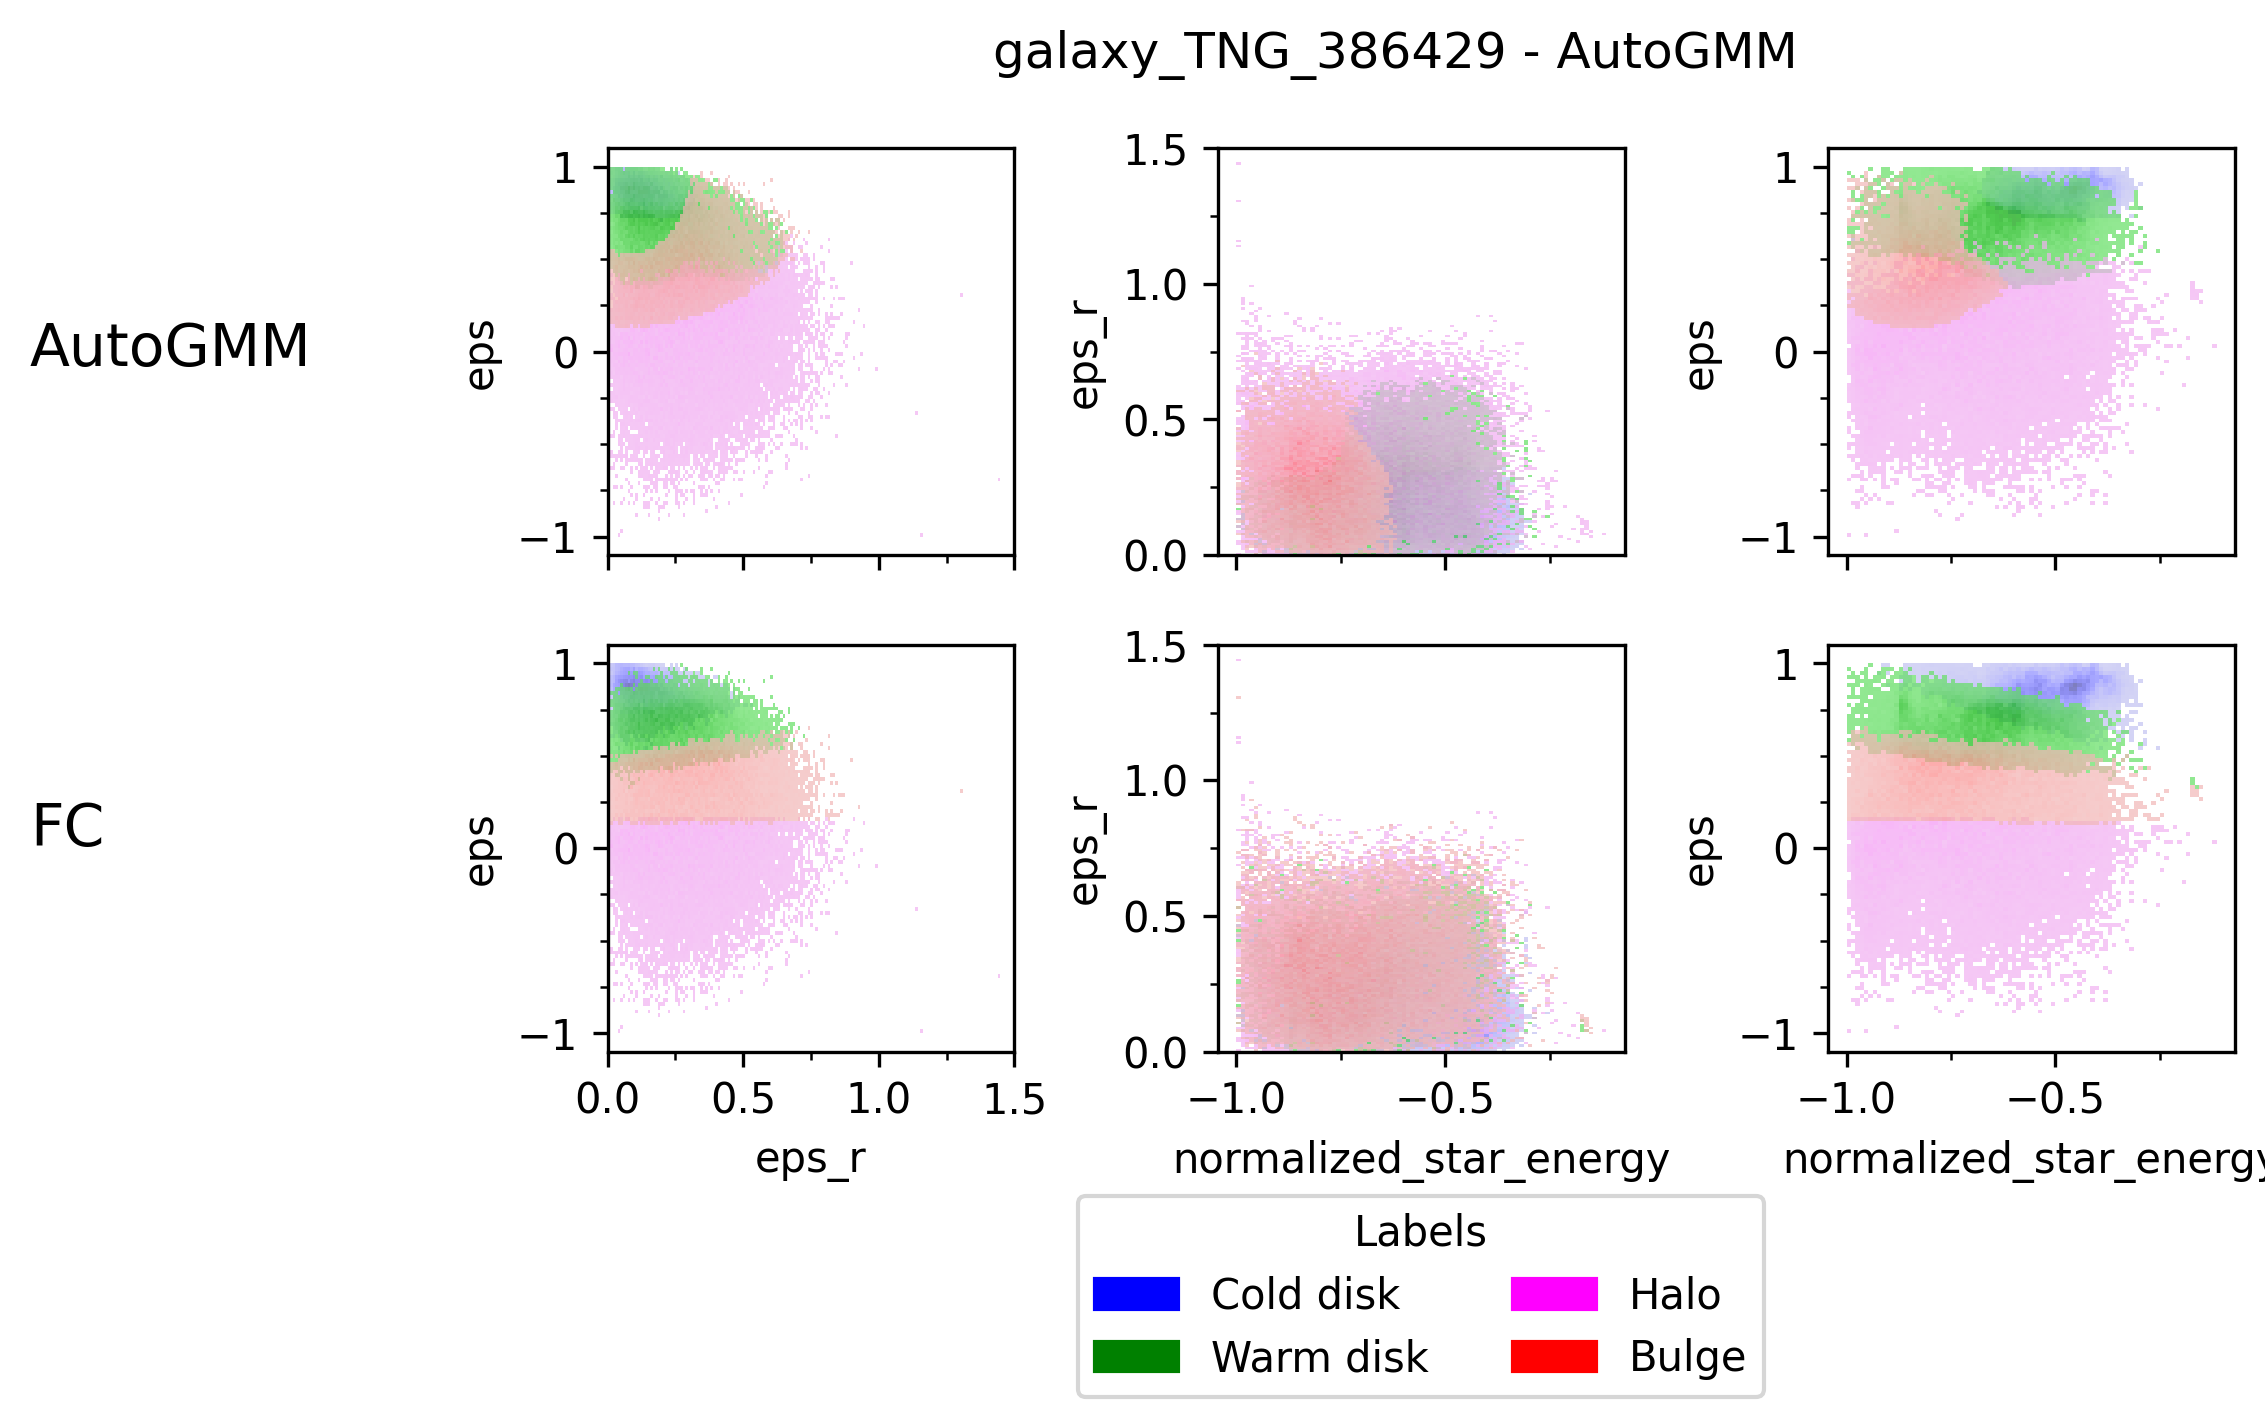 galaxy_TNG_386429 - AutoGMM
AutoGMM
eps
1
0
−1
eps_r
1.5
1.0
0.5
0.0
eps
1
0
−1
FC
eps
1
0
−1
0.0 0.5 1.0 1.5
eps_r
eps_r
1.5
1.0
0.5
0.0
−1.0 −0.5
normalized_star_energy
eps
1
0
−1
−1.0 −0.5
normalized_star_energy
Labels
Cold disk Halo
Warm disk Bulge